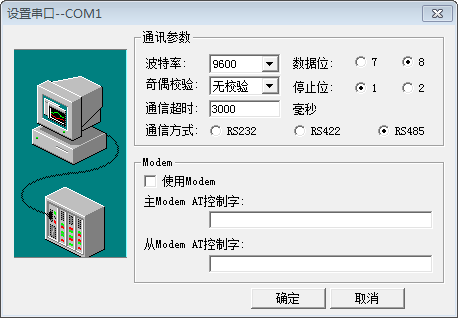 设置串口--COM1
通讯参数
波特率: 9600 数据位: 7 8
奇偶校验: 无校验 停止位: 1 2
通信超时: 3000 毫秒
通信方式: RS232 RS422 RS485
Modem
使用Modem
主Modem AT控制字:
从Modem AT控制字:
确定 取消